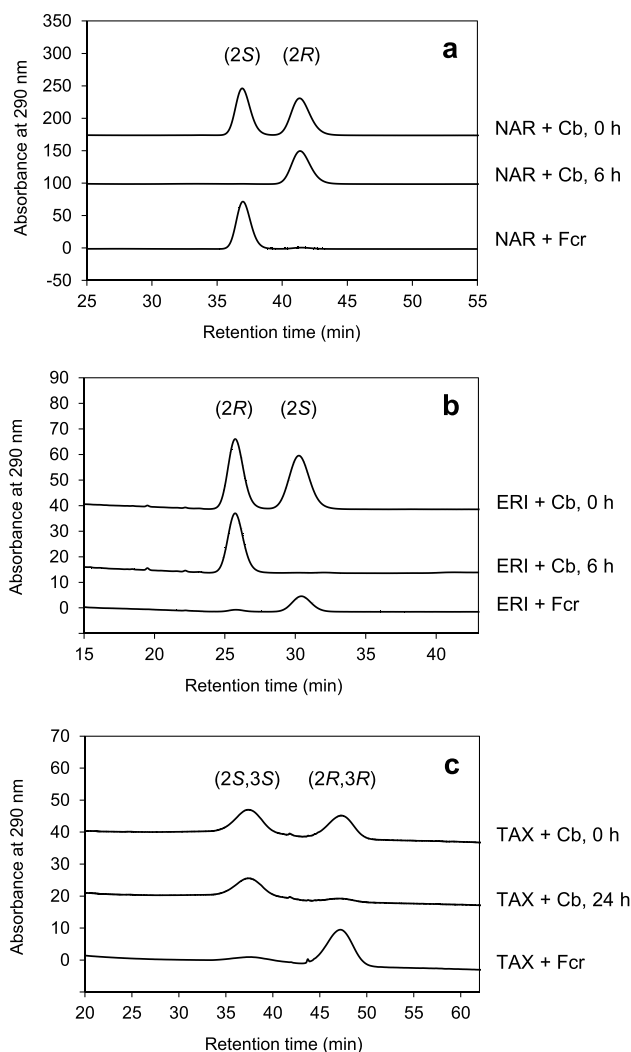 350
300
250
200
150
100
50
0
-50
Absorbance at 290 nm
a
(2S)
(2R)
NAR + Cb, 0 h
NAR + Cb, 6 h
NAR + Fcr
25 30 35 40 45 50 55
Retention time (min)
90
80
70
60
50
40
30
20
10
0
Absorbance at 290 nm
b
(2R)
(2S)
ERI + Cb, 0 h
ERI + Cb, 6 h
ERI + Fcr
15 20 25 30 35 40
Retention time (min)
70
60
50
40
30
20
10
0
Absorbance at 290 nm
c
(2S,3S)
(2R,3R)
TAX + Cb, 0 h
TAX + Cb, 24 h
TAX + Fcr
20 25 30 35 40 45 50 55 60
Retention time (min)